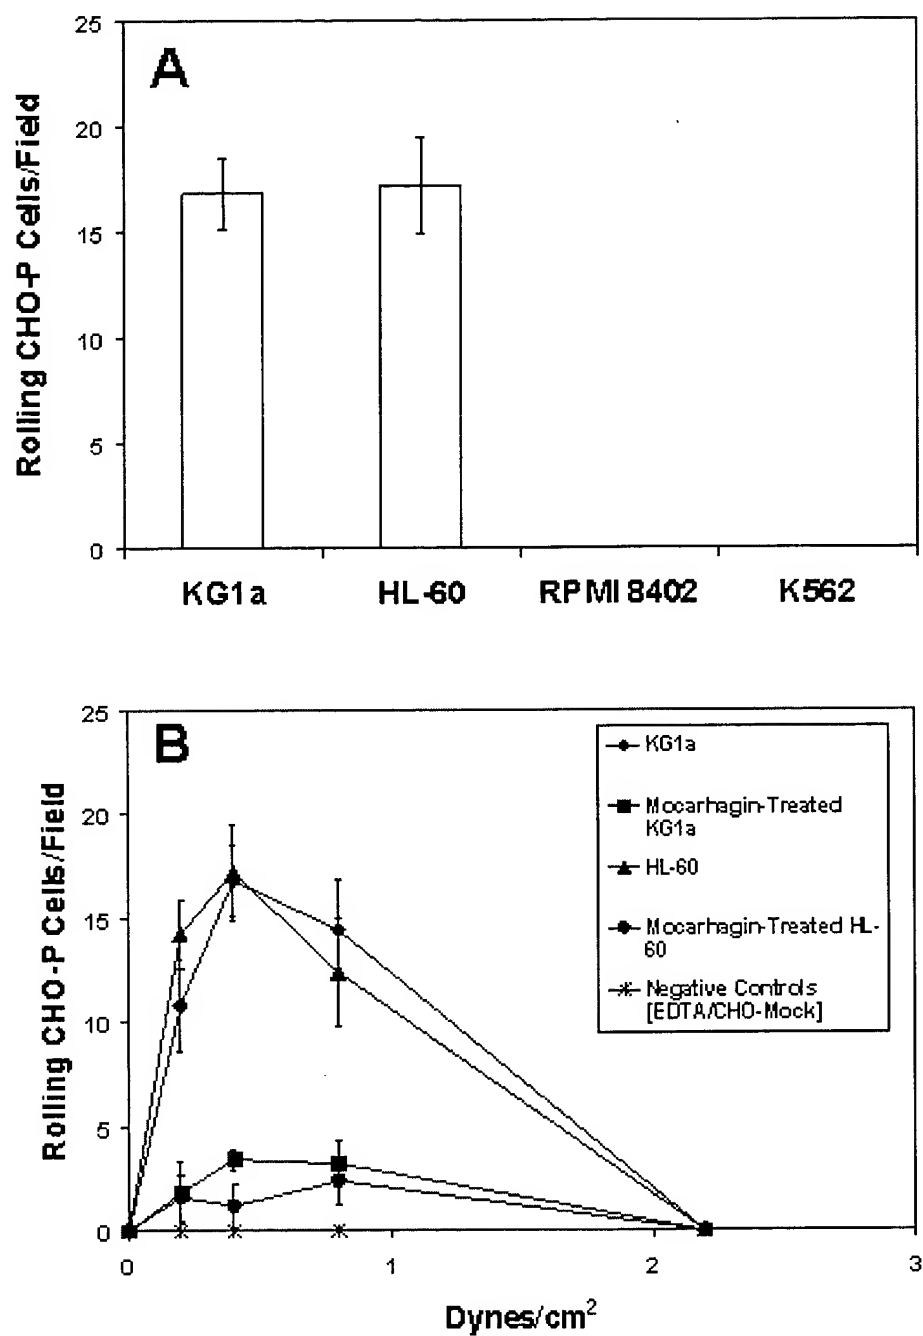 A
25
20
15
10
5
0
Rolling CHO-P Cells/Field
KG1a
HL-60
RPMI 8402
K562
B
25
20
15
10
5
0
Rolling CHO-P Cells/Field
KG1a
Mocarhagin-Treated
KG1a
HL-60
Mocarhagin-Treated HL-
60
Negative Controls
[EDTA/CHO-Mock]
0
1
2
3
Dynes/cm²